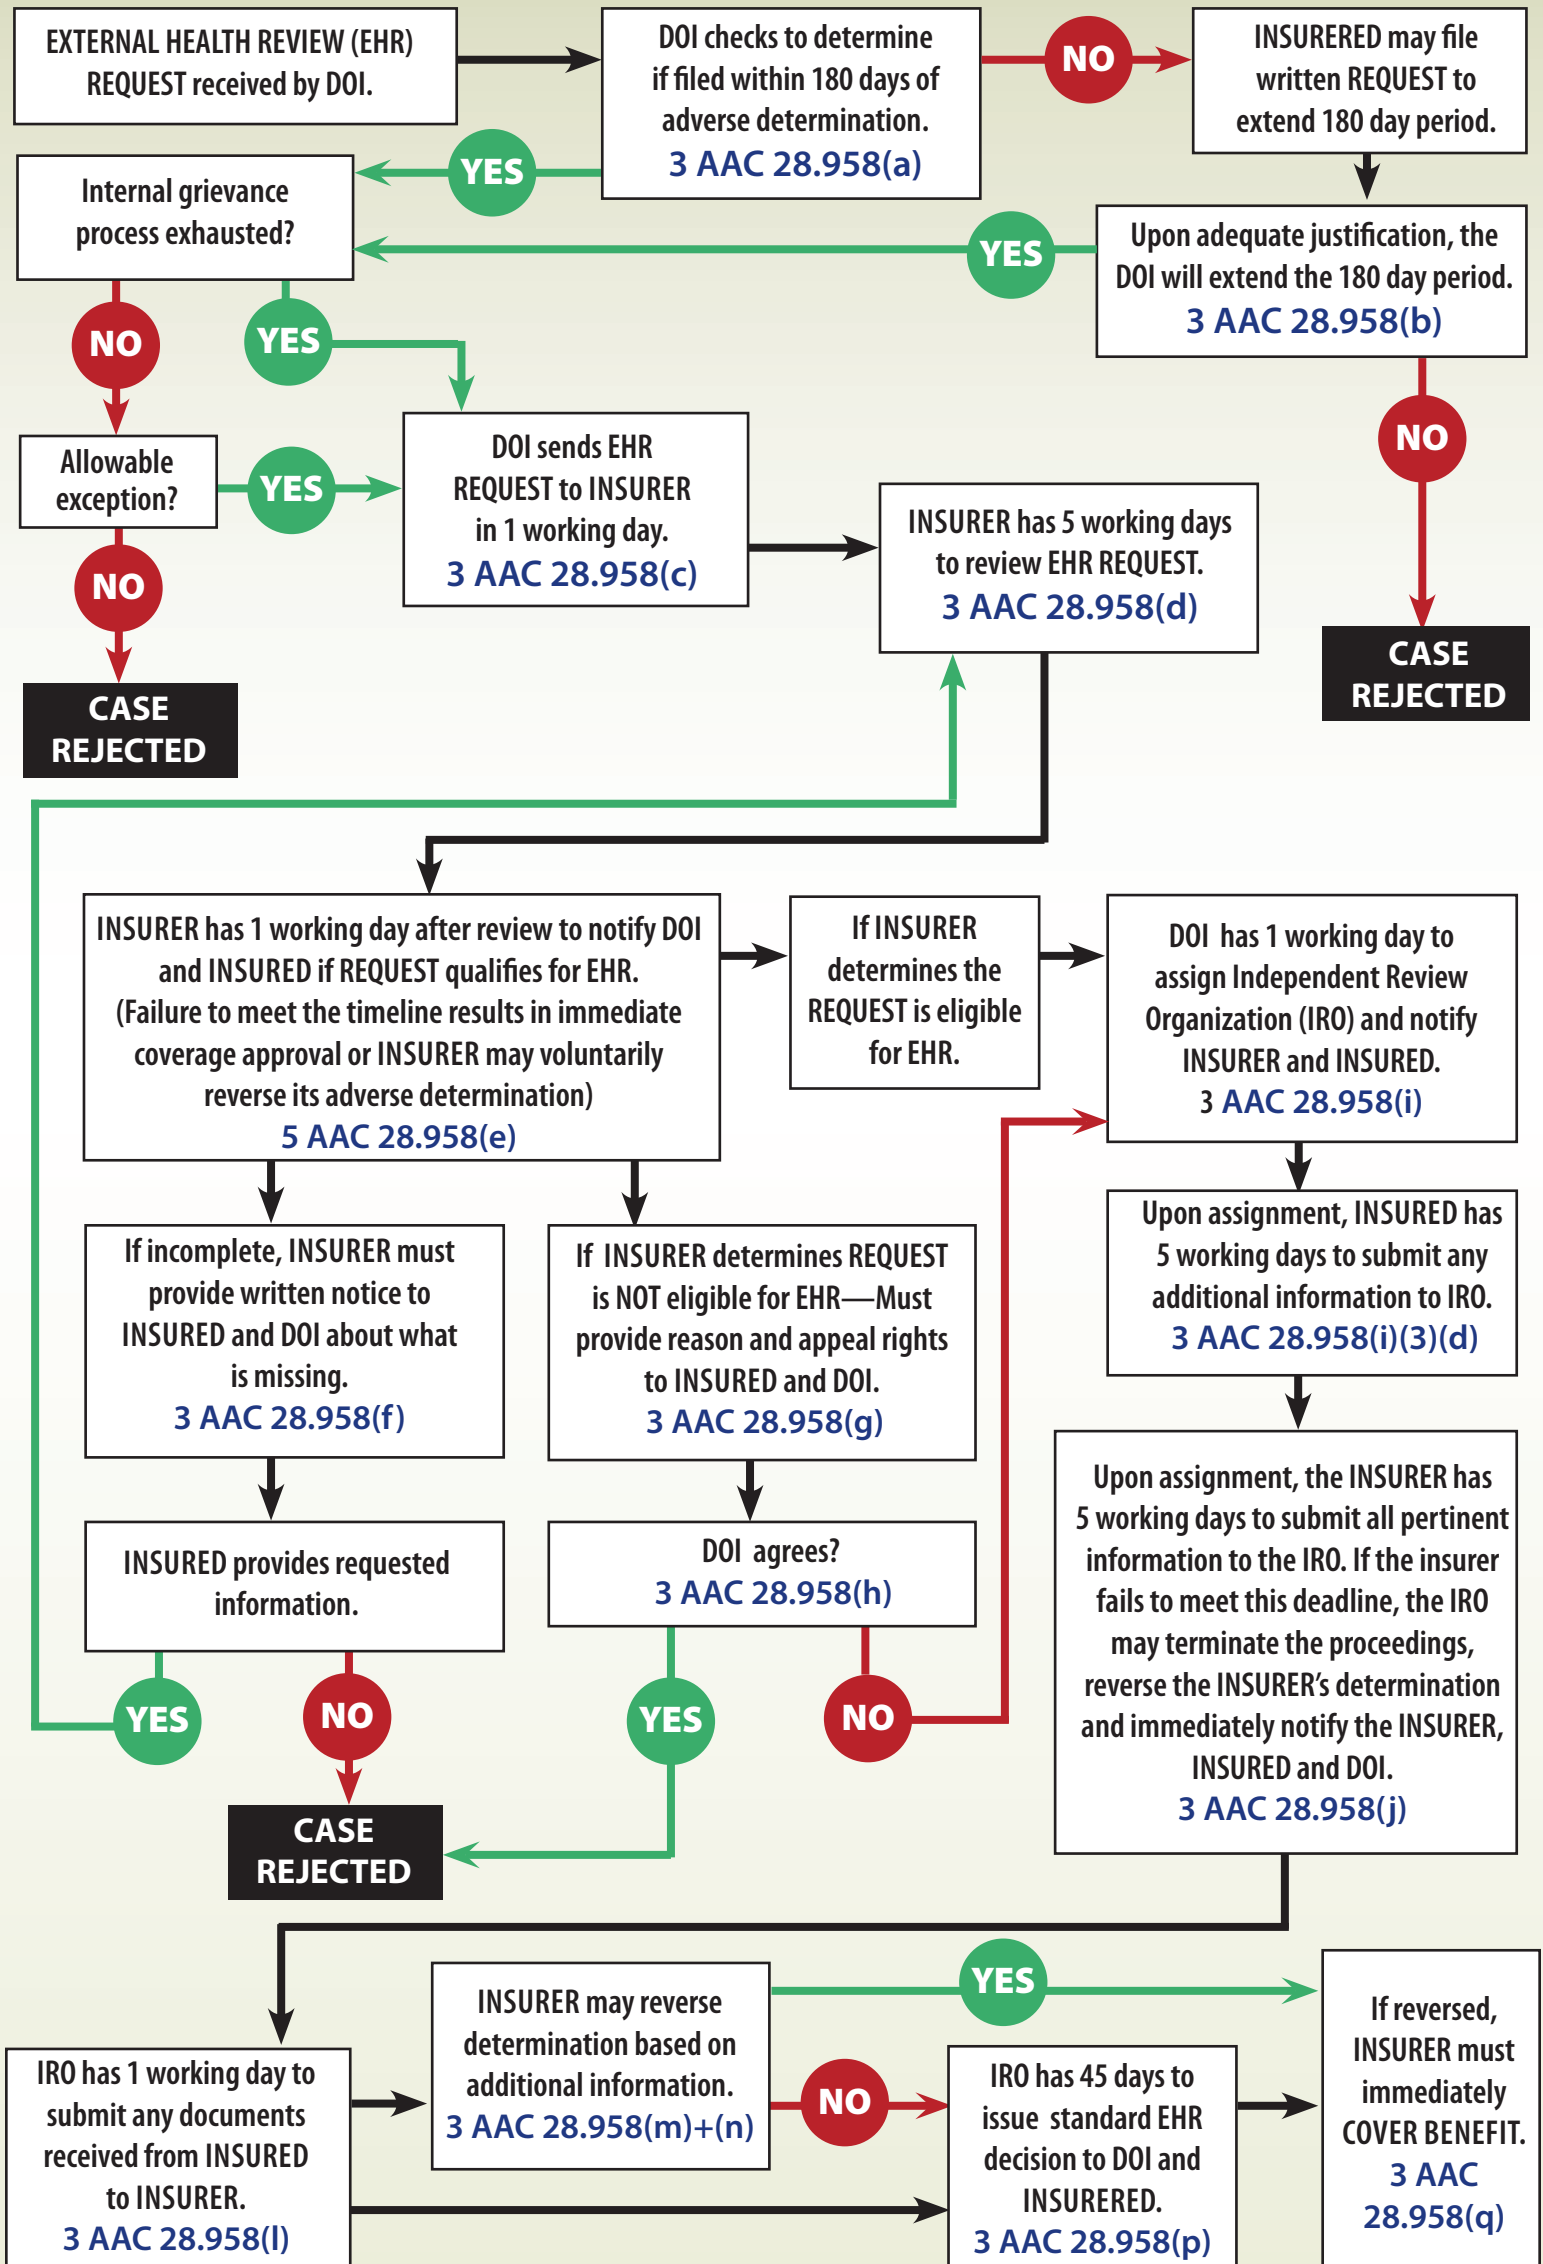 EXTERNAL HEALTH REVIEW (EHR)
REQUEST received by DOI.
DOI checks to determine
if filed within 180 days of
adverse determination.
3 AAC 28.958(a)
NO
INSURERED may file
written REQUEST to
extend 180 day period.
YES
Internal grievance
process exhausted?
YES
Upon adequate justification, the
DOI will extend the 180 day period.
3 AAC 28.958(b)
NO
YES
NO
Allowable
exception?
YES
DOI sends EHR
REQUEST to INSURER
in 1 working day.
3 AAC 28.958(c)
INSURER has 5 working days
to review EHR REQUEST.
3 AAC 28.958(d)
NO
CASE
REJECTED
CASE
REJECTED
INSURER has 1 working day after review to notify DOI
and INSURED if REQUEST qualifies for EHR.
(Failure to meet the timeline results in immediate
coverage approval or INSURER may voluntarily
reverse its adverse determination)
5 AAC 28.958(e)
If INSURER
determines the
REQUEST is eligible
for EHR.
DOI has 1 working day to
assign Independent Review
Organization (IRO) and notify
INSURER and INSURED.
3 AAC 28.958(i)
If incomplete, INSURER must
provide written notice to
INSURED and DOI about what
is missing.
3 AAC 28.958(f)
If INSURER determines REQUEST
is NOT eligible for EHR—Must
provide reason and appeal rights
to INSURED and DOI.
3 AAC 28.958(g)
Upon assignment, INSURED has
5 working days to submit any
additional information to IRO.
3 AAC 28.958(i)(3)(d)
INSURED provides requested
information.
DOI agrees?
3 AAC 28.958(h)
Upon assignment, the INSURER has
5 working days to submit all pertinent
information to the IRO. If the insurer
fails to meet this deadline, the IRO
may terminate the proceedings,
reverse the INSURER's determination
and immediately notify the INSURER,
INSURED and DOI.
3 AAC 28.958(j)
YES
NO
YES
NO
CASE
REJECTED
IRO has 1 working day to
submit any documents
received from INSURED
to INSURER.
3 AAC 28.958(l)
INSURER may reverse
determination based on
additional information.
3 AAC 28.958(m)+(n)
YES
NO
IRO has 45 days to
issue standard EHR
decision to DOI and
INSURERED.
3 AAC 28.958(p)
If reversed,
INSURER must
immediately
COVER BENEFIT.
3 AAC
28.958(q)